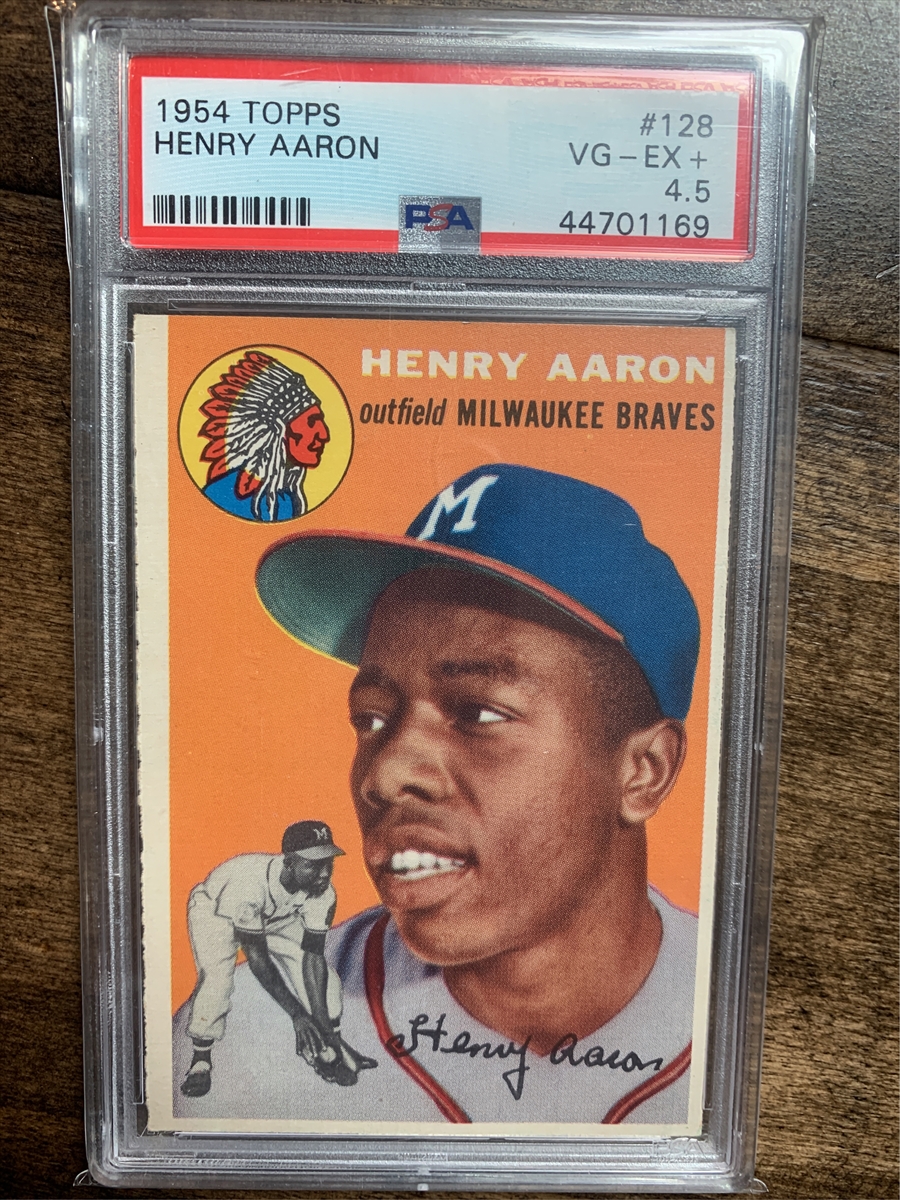 1954 TOPPS
HENRY AARON
#128
VG-EX+
4.5
PSA
44701169
HENRY AARON
outfield MILWAUKEE BRAVES
M
M
Henry Aaron